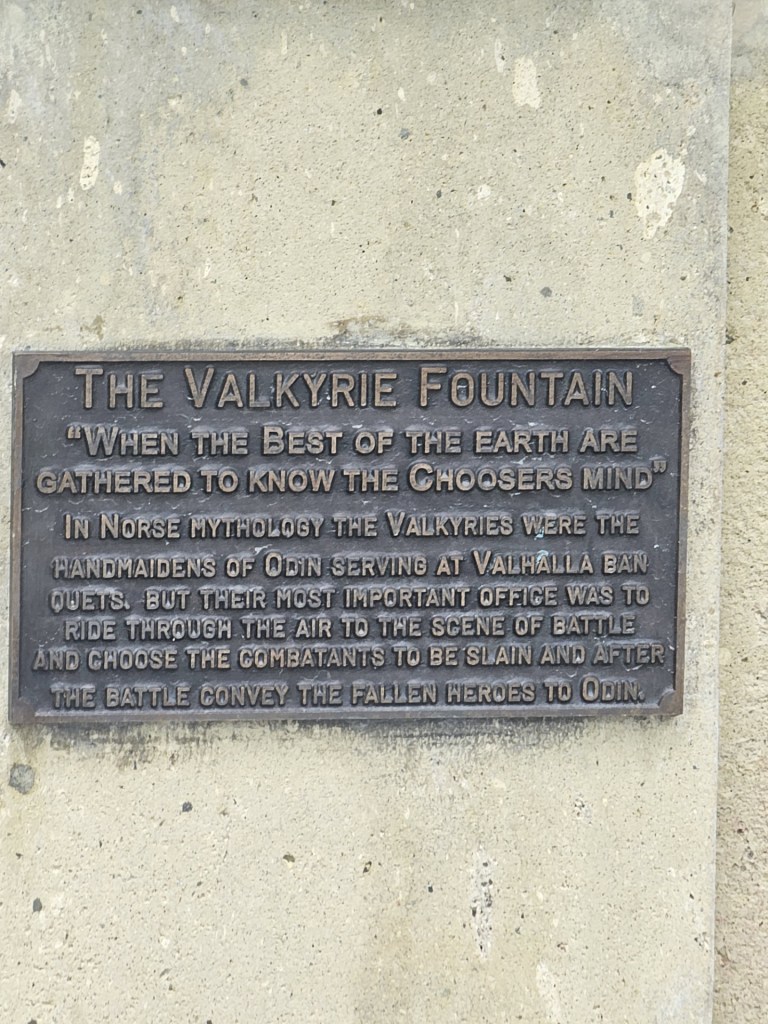 THE VALKYRIE FOUNTAIN
"WHEN THE BEST OF THE EARTH ARE
GATHERED TO KNOW THE CHOOSERS MIND"
IN NORSE MYTHOLOGY THE VALKYRIES WERE THE
HANDMAIDENS OF ODIN SERVING AT VALHALLA BAN
QUETS. BUT THEIR MOST IMPORTANT OFFICE WAS TO
RIDE THROUGH THE AIR TO THE SCENE OF BATTLE
AND CHOOSE THE COMBATANTS TO BE SLAIN AND AFTER
THE BATTLE CONVEY THE FALLEN HEROES TO ODIN.